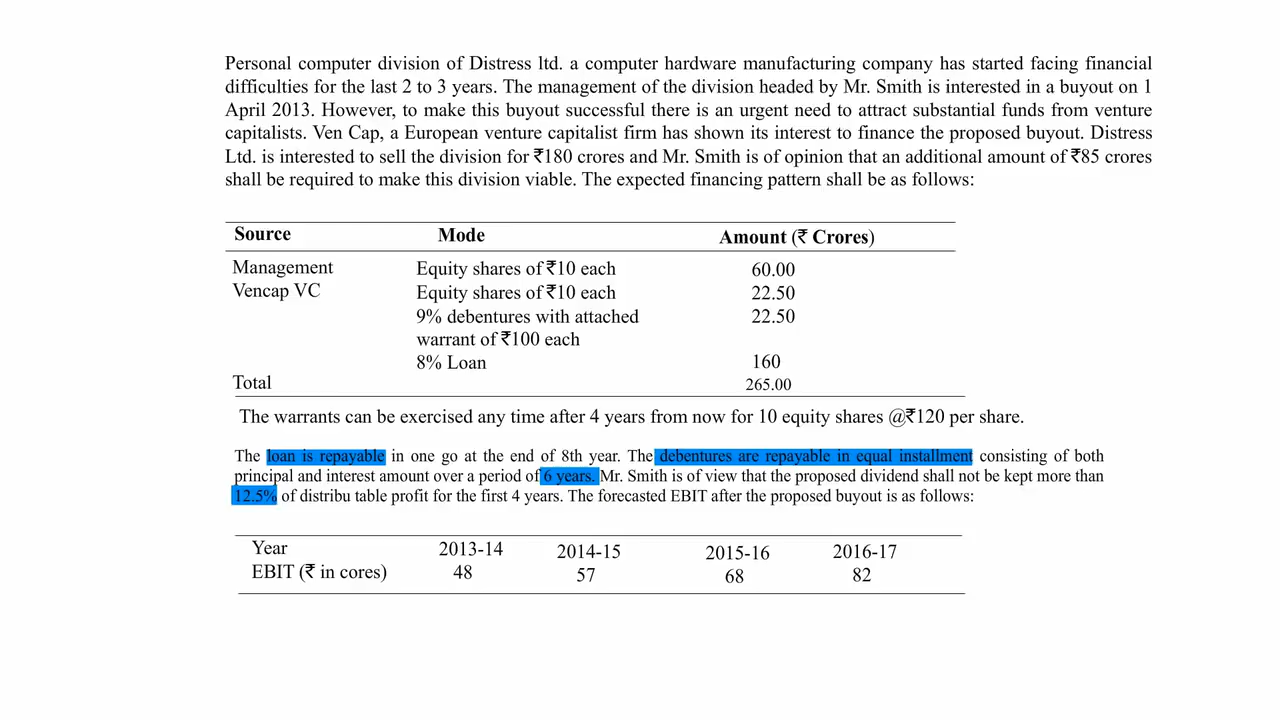 Personal computer division of Distress ltd. a computer hardware manufacturing company has started facing financial
difficulties for the last 2 to 3 years. The management of the division headed by Mr. Smith is interested in a buyout on 1
April 2013. However, to make this buyout successful there is an urgent need to attract substantial funds from venture
capitalists. Ven Cap, a European venture capitalist firm has shown its interest to finance the proposed buyout. Distress
Ltd. is interested to sell the division for ₹180 crores and Mr. Smith is of opinion that an additional amount of ₹85 crores
shall be required to make this division viable. The expected financing pattern shall be as follows:
Source Mode Amount (₹ Crores)
Management Equity shares of ₹10 each 60.00
Vencap VC Equity shares of ₹10 each 22.50
9% debentures with attached 22.50
warrant of ₹100 each
8% Loan 160
Total 265.00
The warrants can be exercised any time after 4 years from now for 10 equity shares @₹120 per share.
The loan is repayable in one go at the end of 8th year. The debentures are repayable in equal installment consisting of both
principal and interest amount over a period of 6 years. Mr. Smith is of view that the proposed dividend shall not be kept more than
12.5% of distribu table profit for the first 4 years. The forecasted EBIT after the proposed buyout is as follows:
Year 2013-14 2014-15 2015-16 2016-17
EBIT (₹ in cores) 48 57 68 82